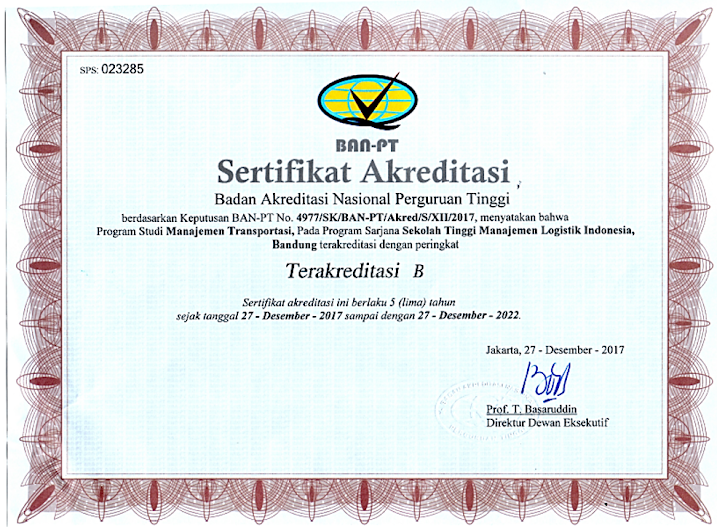 SPS: 023285
BAN-PT
Sertifikat Akreditasi
Badan Akreditasi Nasional Perguruan Tinggi
berdasarkan Keputusan BAN-PT No. 4977/SK/BAN-PT/Akred/S/XII/2017, menyatakan bahwa
Program Studi Manajemen Transportasi, Pada Program Sarjana Sekolah Tinggi Manajemen Logistik Indonesia,
Bandung terakreditasi dengan peringkat
Terakreditasi B
Sertifikat akreditasi ini berlaku 5 (lima) tahun
sejak tanggal 27 - Desember - 2017 sampai dengan 27 - Desember - 2022.
Jakarta, 27 - Desember - 2017
Prof. T. Basaruddin
Direktur Dewan Eksekutif